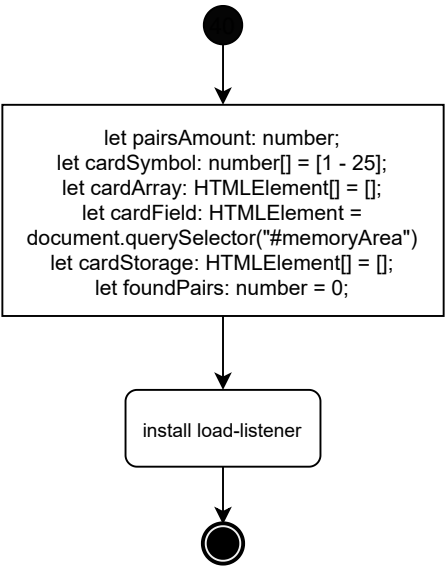 let pairsAmount: number;
let cardSymbol: number[] = [1 - 25];
let cardArray: HTMLElement[] = [];
let cardField: HTMLElement =
document.querySelector("#memoryArea")
let cardStorage: HTMLElement[] = [];
let foundPairs: number = 0;
install load-listener